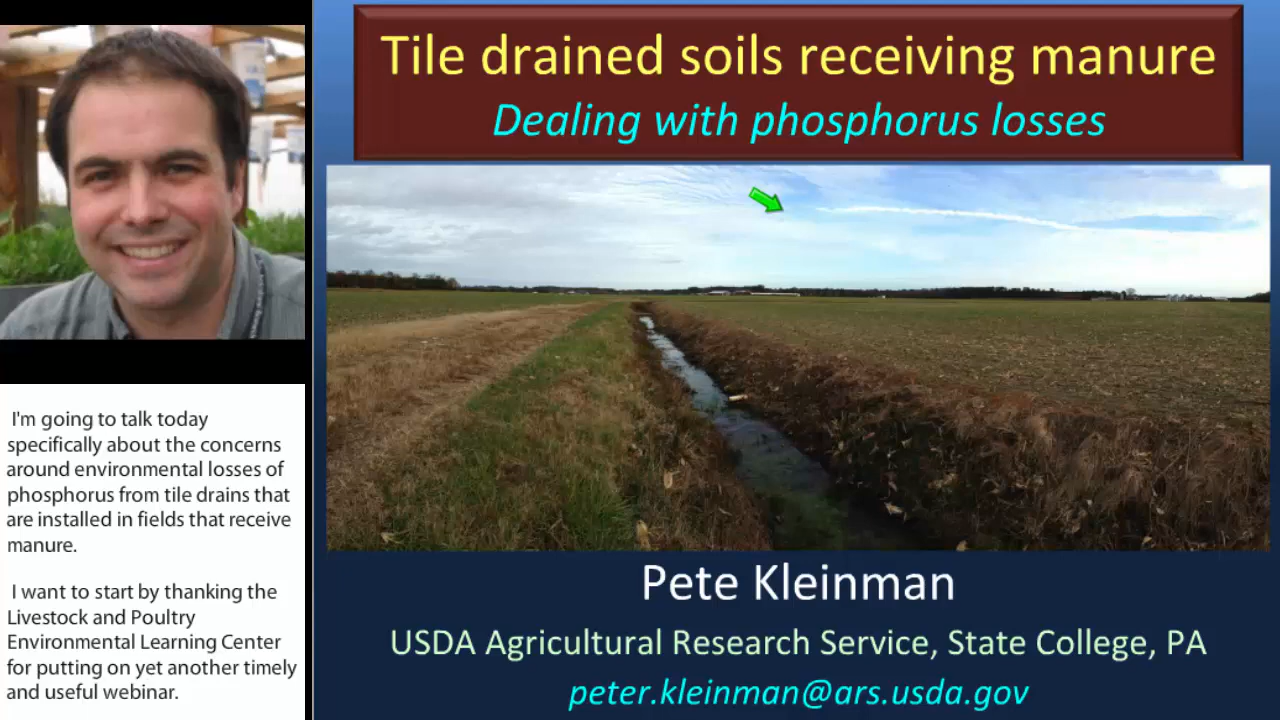 Tile drained soils receiving manure
Dealing with phosphorus losses
I'm going to talk today
specifically about the concerns
around environmental losses of
phosphorus from tile drains that
are installed in fields that receive
manure.
I want to start by thanking the
Livestock and Poultry
Environmental Learning Center
for putting on yet another timely
and useful webinar.
Pete Kleinman
USDA Agricultural Research Service, State College, PA
peter.kleinman@ars.usda.gov